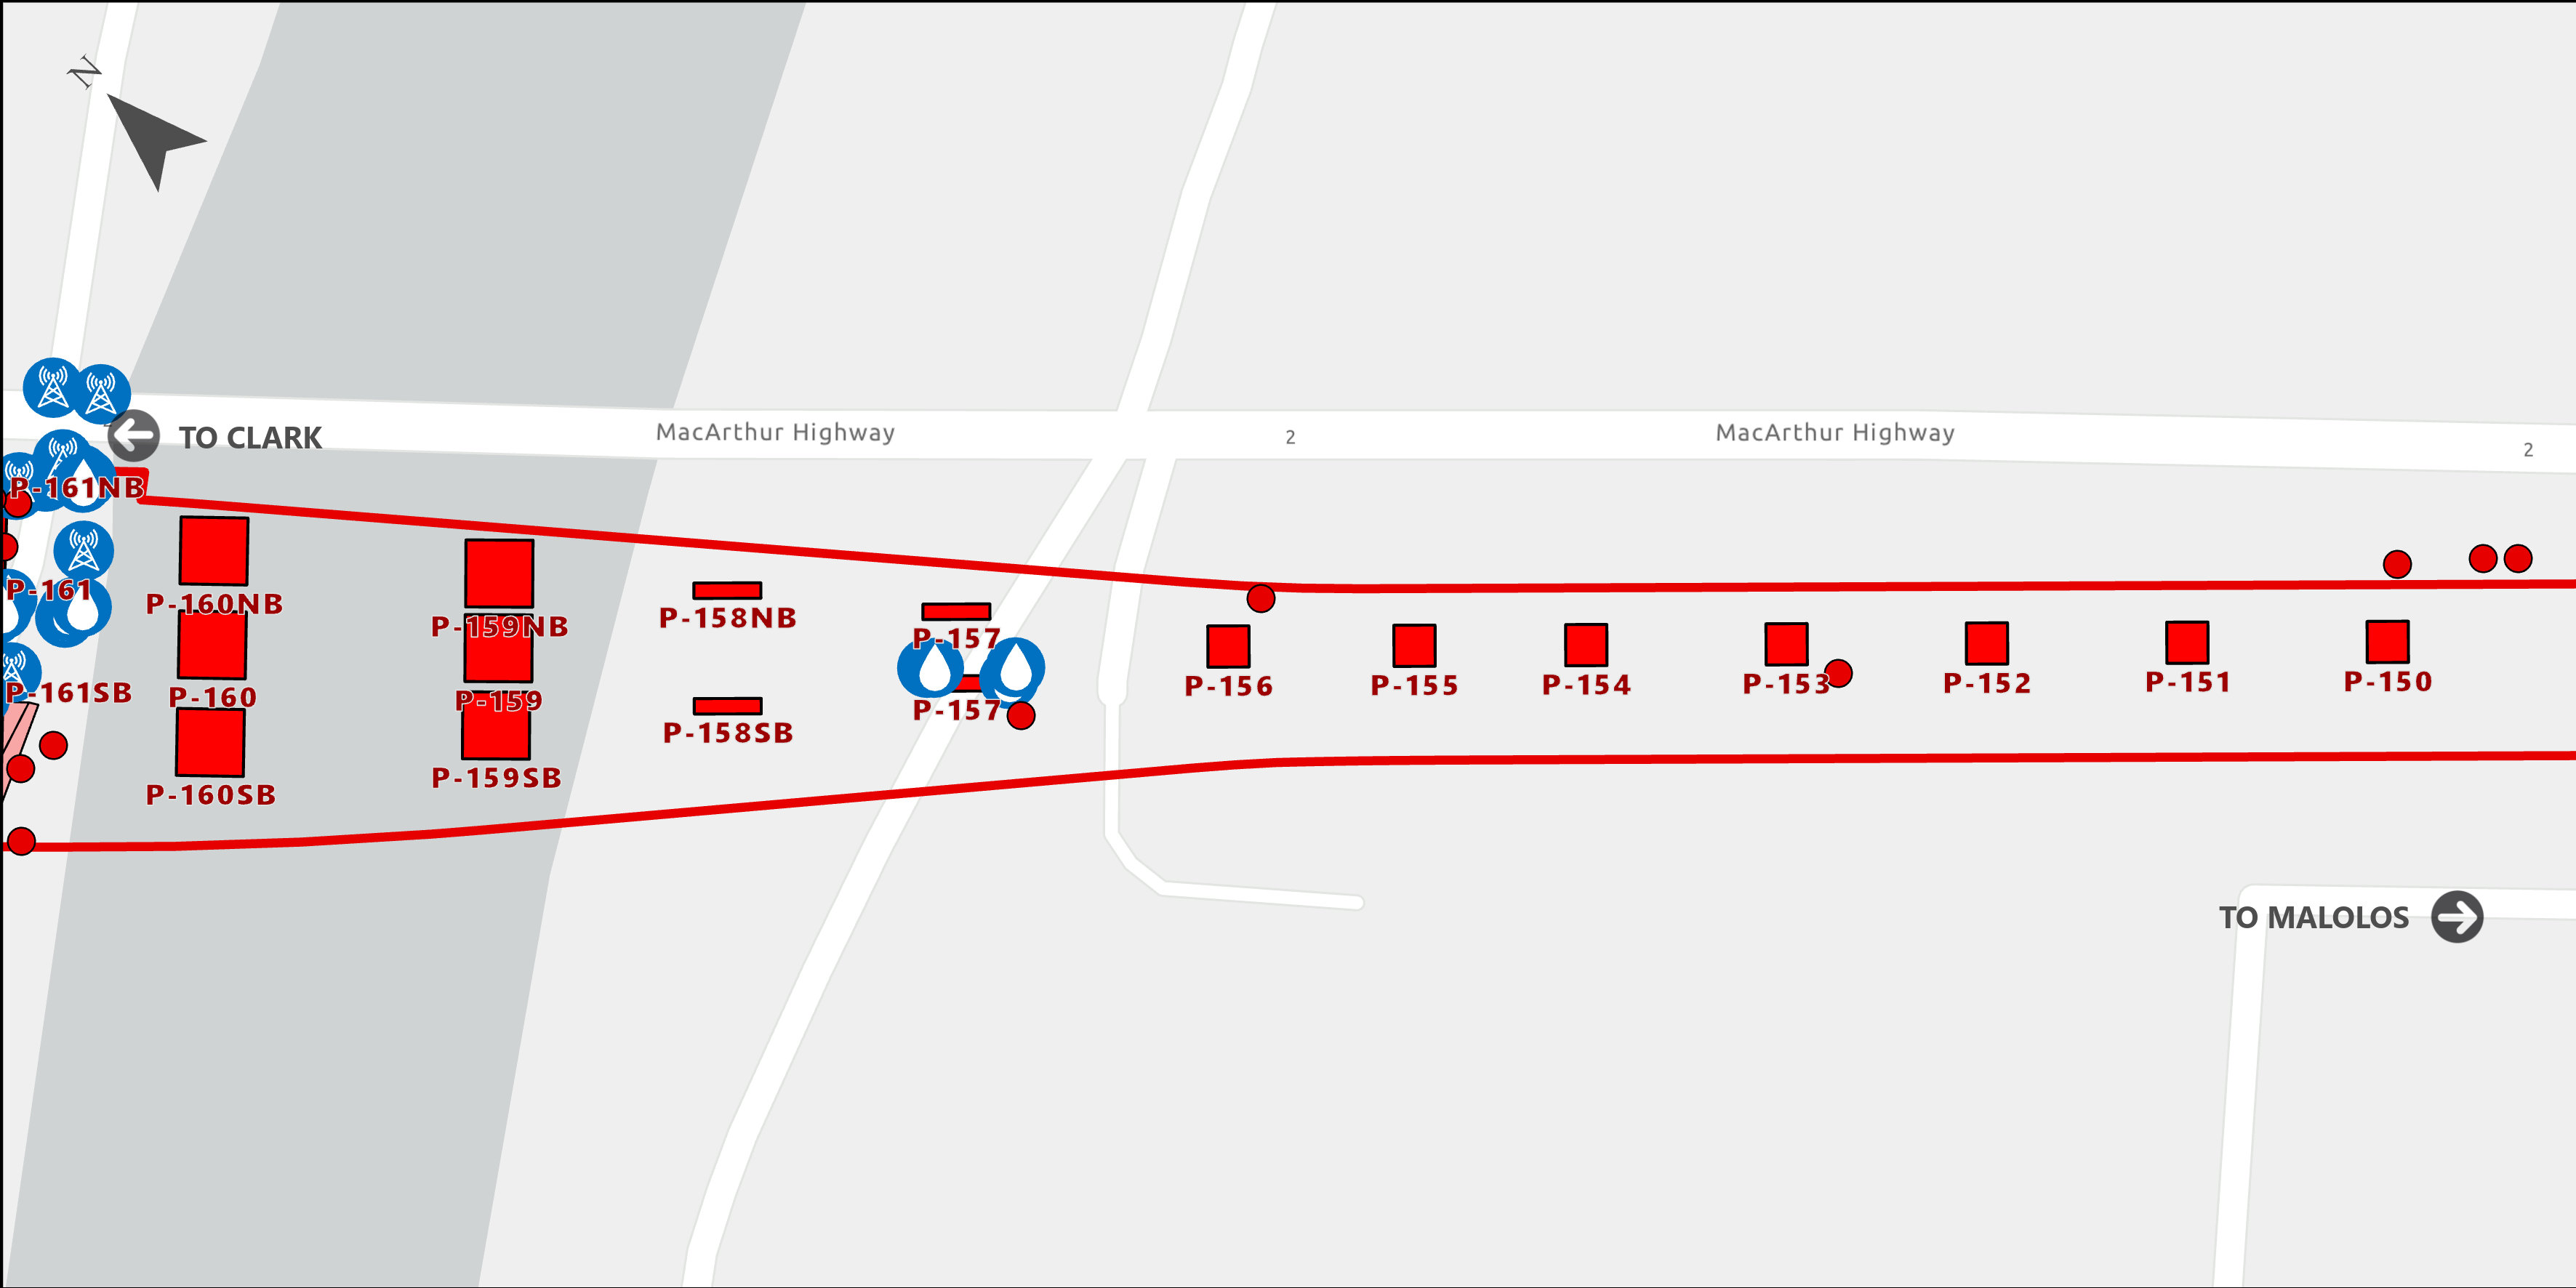 N
TO CLARK
MacArthur Highway
2
MacArthur Highway
2
P-161NB
P-161
P-161SB
P-160NB
P-160
P-160SB
P-159NB
P-159
P-159SB
P-158NB
P-158SB
P-157
P-157
P-156
P-155
P-154
P-153
P-152
P-151
P-150
TO MALOLOS